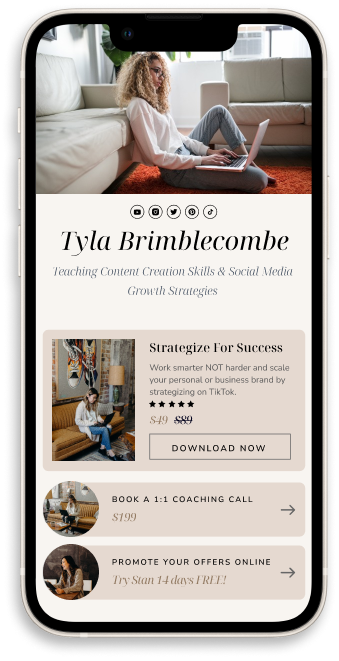 Tyla Brimblecombe
Teaching Content Creation Skills & Social Media
Growth Strategies
Strategize For Success
Work smarter NOT harder and scale
your personal or business brand by
strategizing on TikTok.
$49 $89
DOWNLOAD NOW
BOOK A 1:1 COACHING CALL
$199
PROMOTE YOUR OFFERS ONLINE
Try Stan 14 days FREE!